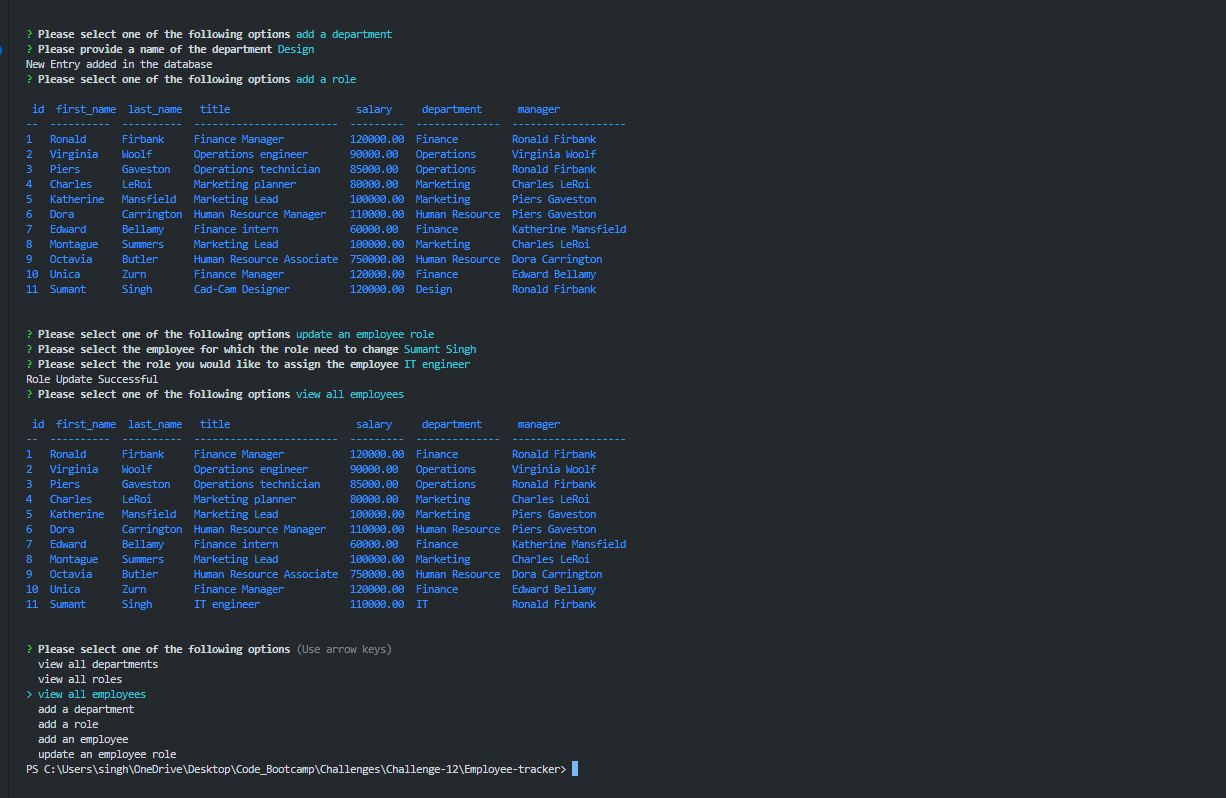 ? Please select one of the following options add a department
? Please provide a name of the department Design
New Entry added in the database
? Please select one of the following options add a role
id first_name last_name title salary department manager
-- ---------- ---------- ------------------------ --------- -------------- -------------------
1 Ronald Firbank Finance Manager 120000.00 Finance Ronald Firbank
2 Virginia Woolf Operations engineer 90000.00 Operations Virginia Woolf
3 Piers Gaveston Operations technician 85000.00 Operations Ronald Firbank
4 Charles LeRoi Marketing planner 80000.00 Marketing Charles LeRoi
5 Katherine Mansfield Marketing Lead 100000.00 Marketing Piers Gaveston
6 Dora Carrington Human Resource Manager 110000.00 Human Resource Piers Gaveston
7 Edward Bellamy Finance intern 60000.00 Finance Katherine Mansfield
8 Montague Summers Marketing Lead 100000.00 Marketing Charles LeRoi
9 Octavia Butler Human Resource Associate 750000.00 Human Resource Dora Carrington
10 Unica Zurn Finance Manager 120000.00 Finance Edward Bellamy
11 Sumant Singh Cad-Cam Designer 120000.00 Design Ronald Firbank
? Please select one of the following options update an employee role
? Please select the employee for which the role need to change Sumant Singh
? Please select the role you would like to assign the employee IT engineer
Role Update Successful
? Please select one of the following options view all employees
id first_name last_name title salary department manager
-- ---------- ---------- ------------------------ --------- -------------- -------------------
1 Ronald Firbank Finance Manager 120000.00 Finance Ronald Firbank
2 Virginia Woolf Operations engineer 90000.00 Operations Virginia Woolf
3 Piers Gaveston Operations technician 85000.00 Operations Ronald Firbank
4 Charles LeRoi Marketing planner 80000.00 Marketing Charles LeRoi
5 Katherine Mansfield Marketing Lead 100000.00 Marketing Piers Gaveston
6 Dora Carrington Human Resource Manager 110000.00 Human Resource Piers Gaveston
7 Edward Bellamy Finance intern 60000.00 Finance Katherine Mansfield
8 Montague Summers Marketing Lead 100000.00 Marketing Charles LeRoi
9 Octavia Butler Human Resource Associate 750000.00 Human Resource Dora Carrington
10 Unica Zurn Finance Manager 120000.00 Finance Edward Bellamy
11 Sumant Singh IT engineer 110000.00 IT Ronald Firbank
? Please select one of the following options (Use arrow keys)
view all departments
view all roles
> view all employees
add a department
add a role
add an employee
update an employee role
PS C:\Users\singh\OneDrive\Desktop\Code_Bootcamp\Challenges\Challenge-12\Employee-tracker>